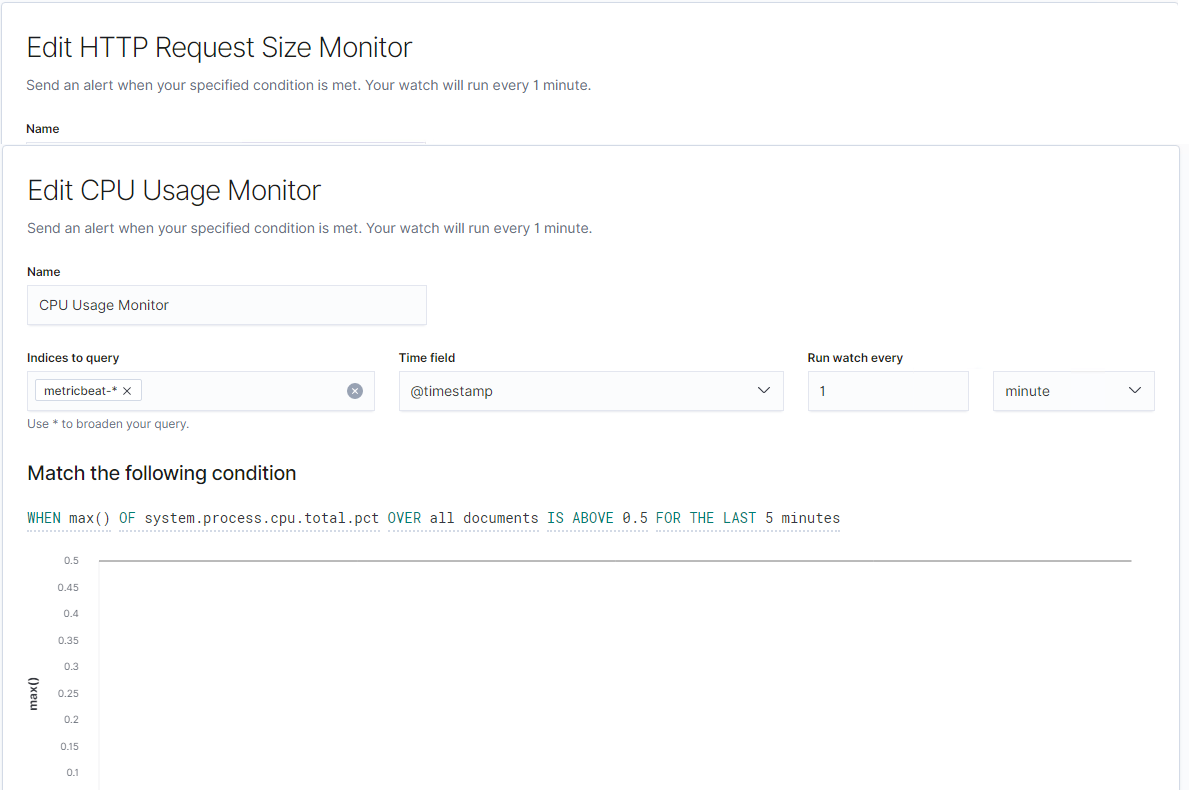 Edit HTTP Request Size Monitor
Send an alert when your specified condition is met. Your watch will run every 1 minute.
Name
Edit CPU Usage Monitor
Send an alert when your specified condition is met. Your watch will run every 1 minute.
Name
CPU Usage Monitor
Indices to query Time field Run watch every
metricbeat-* @timestamp 1 minute
Use * to broaden your query.
Match the following condition
WHEN max() OF system.process.cpu.total.pct OVER all documents IS ABOVE 0.5 FOR THE LAST 5 minutes
0.5
0.45
0.4
0.35
0.3
0.25
max()
0.2
0.15
0.1